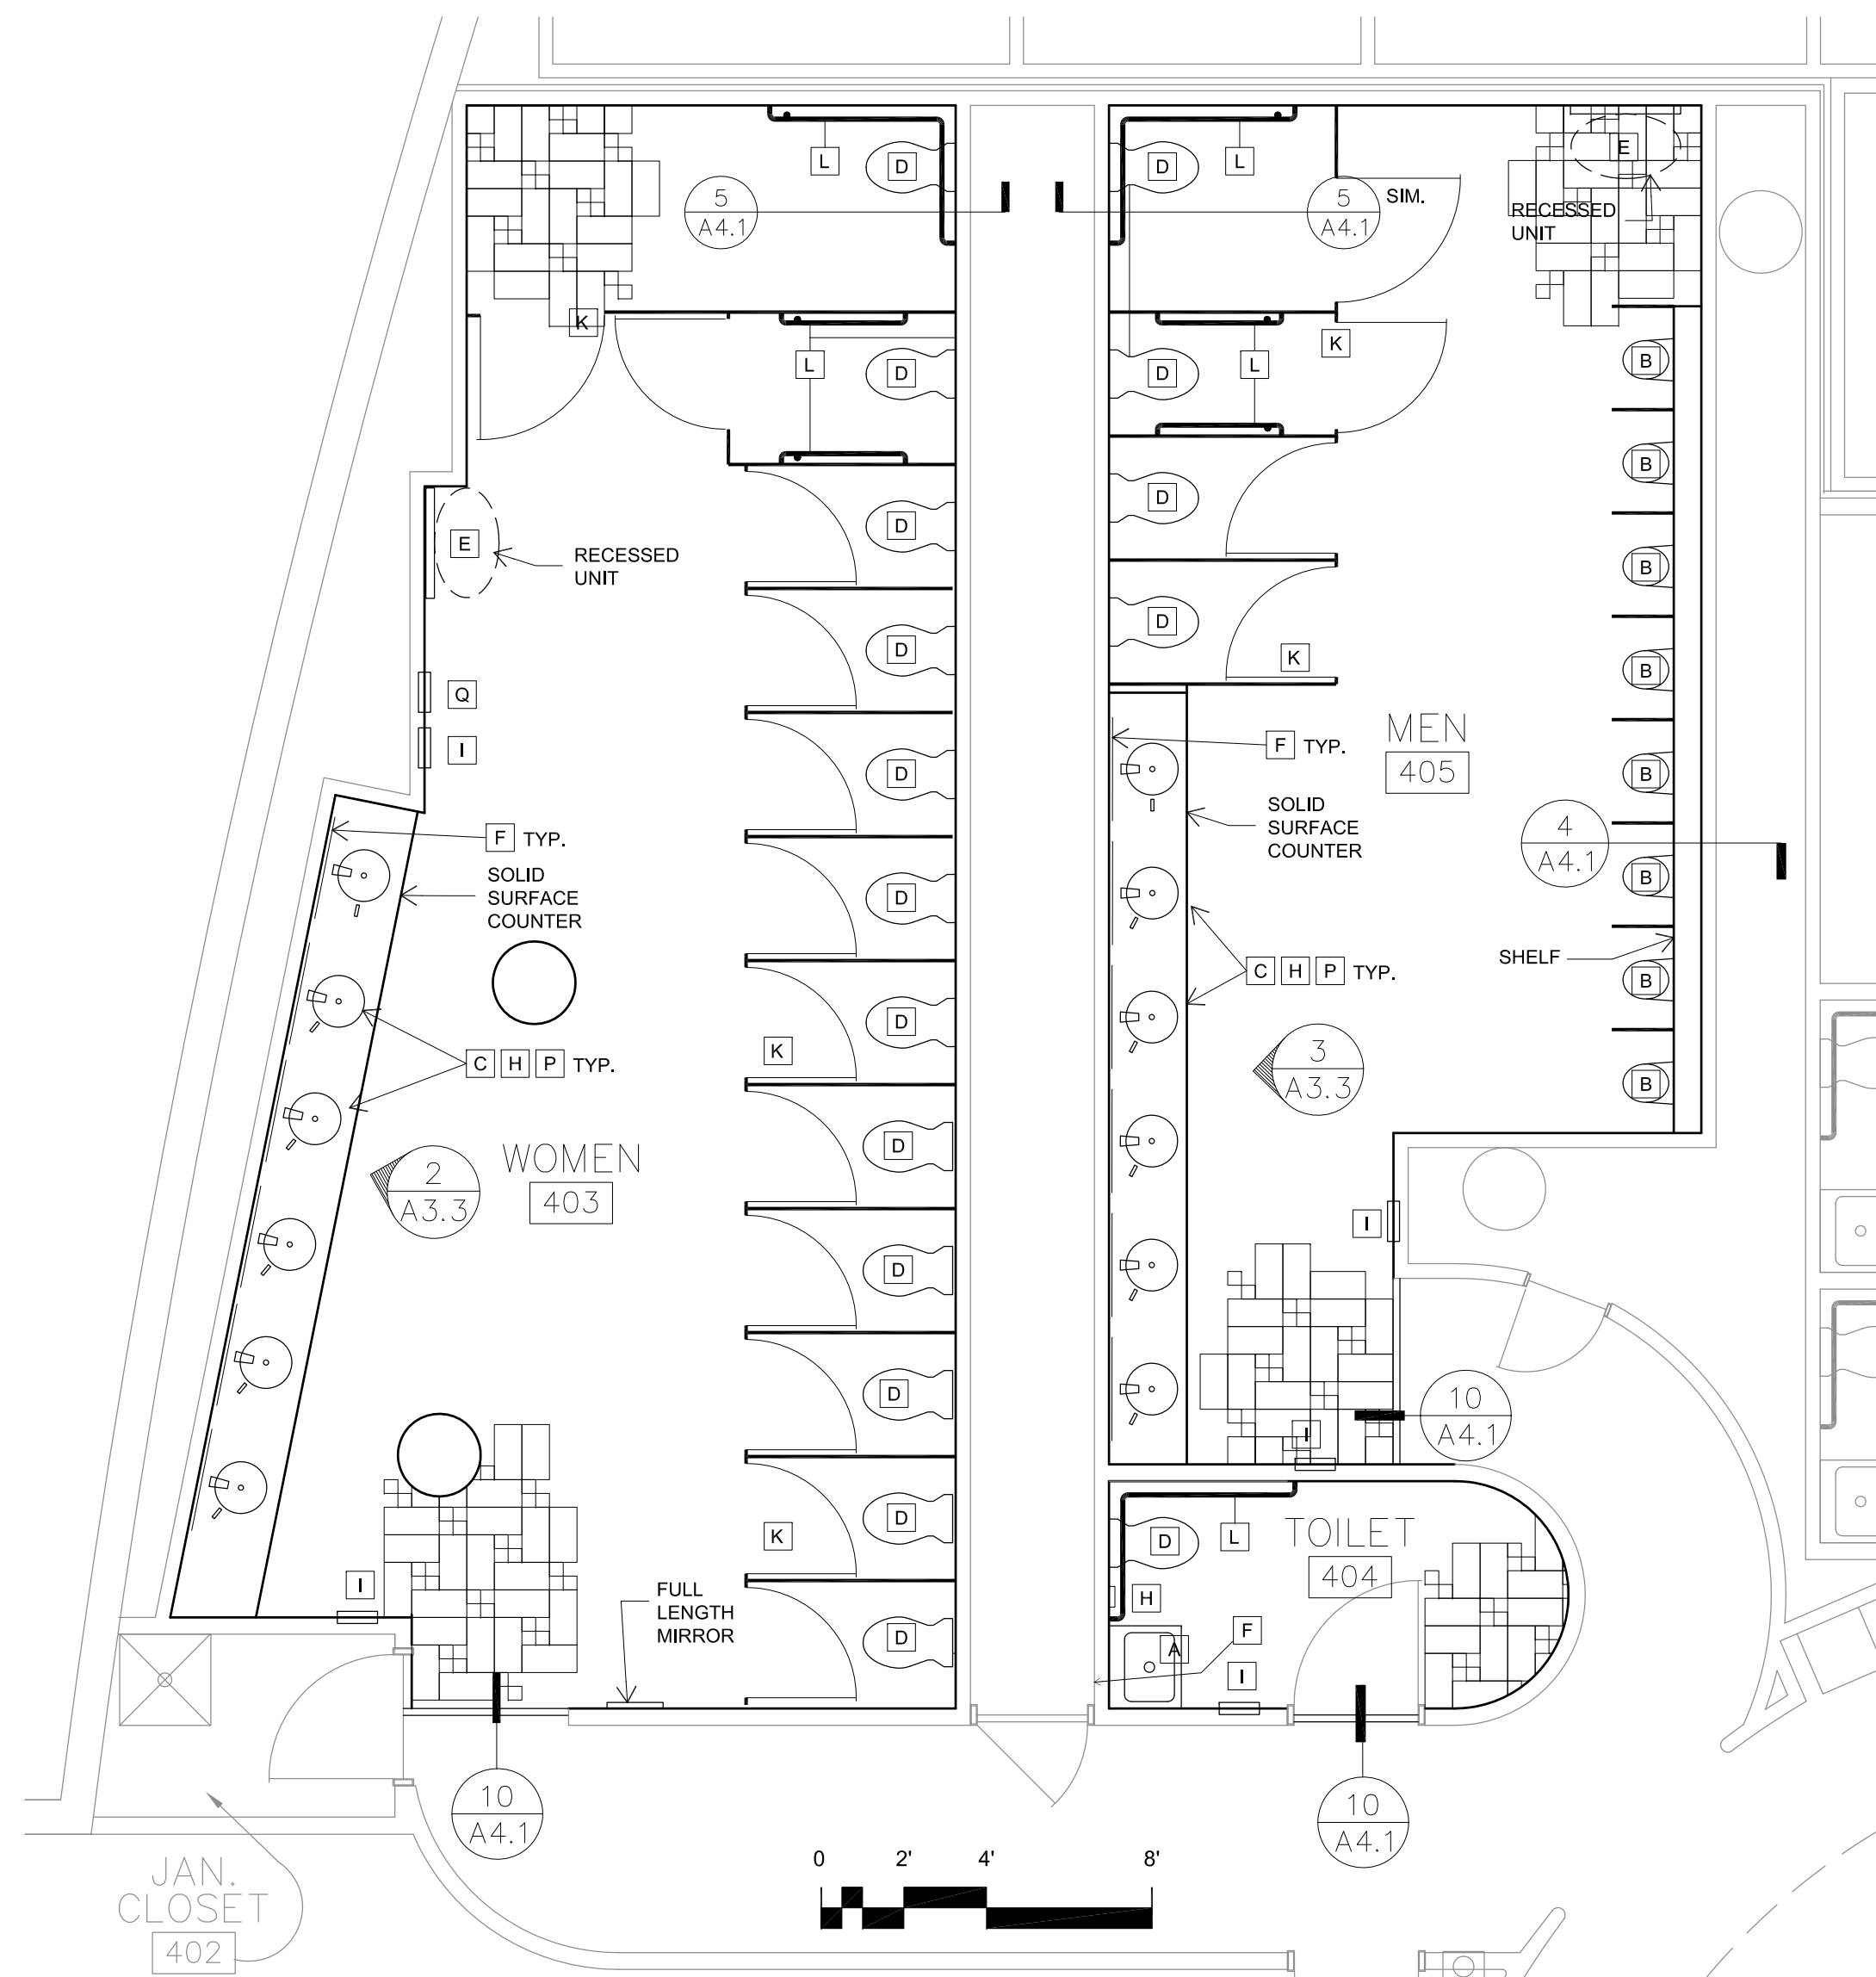 L
D
D
L
E
5
A4.1
5
A4.1
SIM.
RECESSED
UNIT
K
L
D
D
L
K
B
D
D
B
E
RECESSED
UNIT
B
D
D
K
B
Q
I
D
F TYP.
MEN
405
B
F TYP.
SOLID
SURFACE
COUNTER
D
SOLID
SURFACE
COUNTER
4
A4.1
B
C H P TYP.
SHELF
B
D
K
C H P TYP.
3
A3.3
B
D
WOMEN
403
2
A3.3
I
D
D
10
A4.1
I
D
K
L
D
TOILET
404
I
FULL
LENGTH
MIRROR
H
F
A
I
D
10
A4.1
10
A4.1
0 2' 4' 8'
JAN.
CLOSET
402